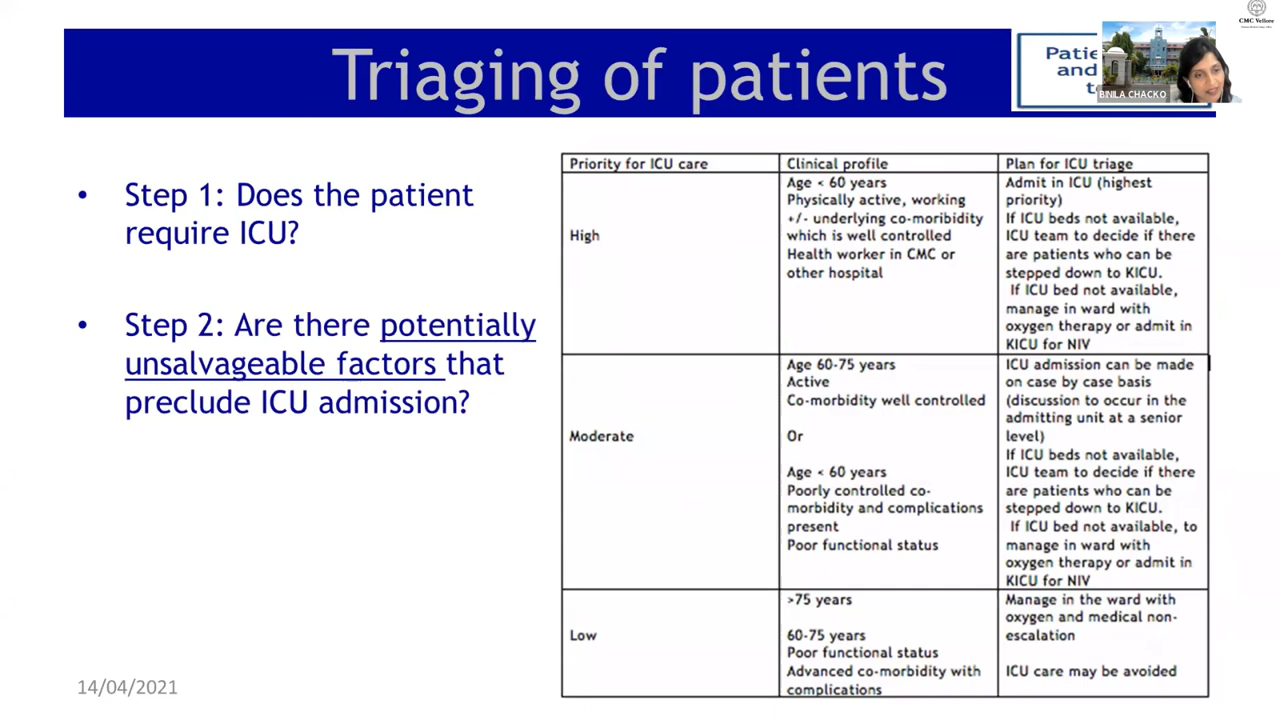 CMC Vellore
Triaging of patients
Patie
and
t
BINILA CHACKO
• Step 1: Does the patient
require ICU?
• Step 2: Are there potentially
unsalvageable factors that
preclude ICU admission?
Priority for ICU care
Clinical profile
Plan for ICU triage
High
Age < 60 years
Physically active, working
+/- underlying co-moribidity
which is well controlled
Health worker in CMC or
other hospital
Admit in ICU (highest
priority)
If ICU beds not available,
ICU team to decide if there
are patients who can be
stepped down to KICU.
If ICU bed not available,
manage in ward with
oxygen therapy or admit in
KICU for NIV
Moderate
Age 60-75 years
Active
Co-morbidity well controlled
Or
Age < 60 years
Poorly controlled co-
morbidity and complications
present
Poor functional status
ICU admission can be made
on case by case basis
(discussion to occur in the
admitting unit at a senior
level)
If ICU beds not available,
ICU team to decide if there
are patients who can be
stepped down to KICU.
If ICU bed not available, to
manage in ward with
oxygen therapy or admit in
KICU for NIV
Low
>75 years
60-75 years
Poor functional status
Advanced co-morbidity with
complications
Manage in the ward with
oxygen and medical non-
escalation
ICU care may be avoided
14/04/2021